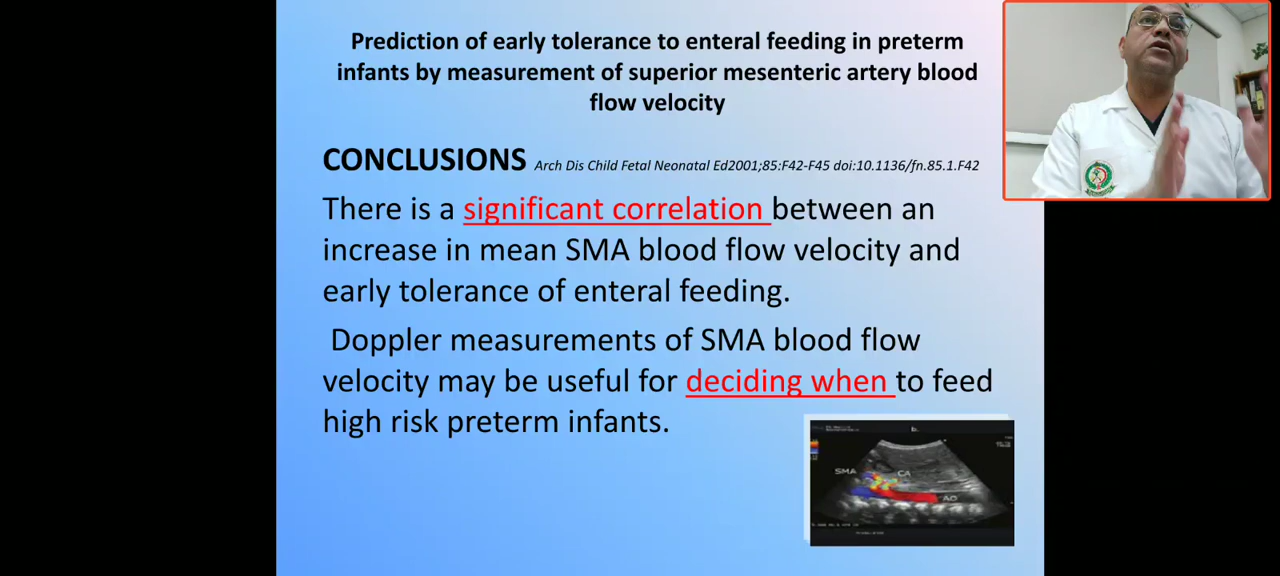 Prediction of early tolerance to enteral feeding in preterm
infants by measurement of superior mesenteric artery blood
flow velocity
CONCLUSIONS Arch Dis Child Fetal Neonatal Ed2001;85:F42-F45 doi:10.1136/fn.85.1.F42
There is a significant correlation between an
increase in mean SMA blood flow velocity and
early tolerance of enteral feeding.
Doppler measurements of SMA blood flow
velocity may be useful for deciding when to feed
high risk preterm infants.
SMA
CA
AO